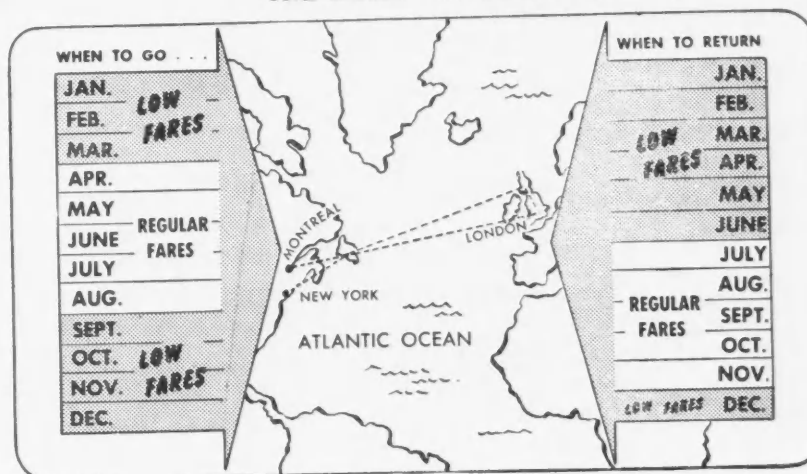 WHEN TO GO . . .
JAN.
FEB.
MAR.
LOW
FARES
APR.
MAY
JUNE
JULY
AUG.
REGULAR
FARES
SEPT.
OCT.
NOV.
DEC.
LOW
FARES
MONTREAL
NEW YORK
LONDON
ATLANTIC OCEAN
WHEN TO RETURN
JAN.
FEB.
MAR.
APR.
MAY
JUNE
LOW
FARES
JULY
AUG.
SEPT.
OCT.
NOV.
REGULAR
FARES
LOW FARES
DEC.